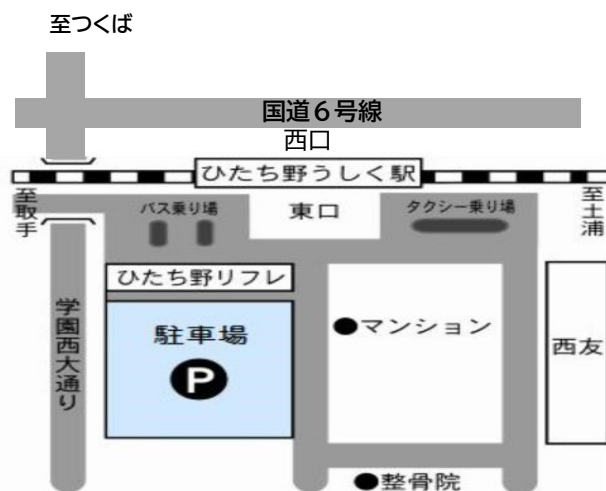 至つくば
国道６号線
西口
ひたち野うしく駅
至取手
バス乗り場
東口
タクシー乗り場
至土浦
ひたち野リフレ
学園西大通り
駐車場
P
●マンション
西友
●整骨院